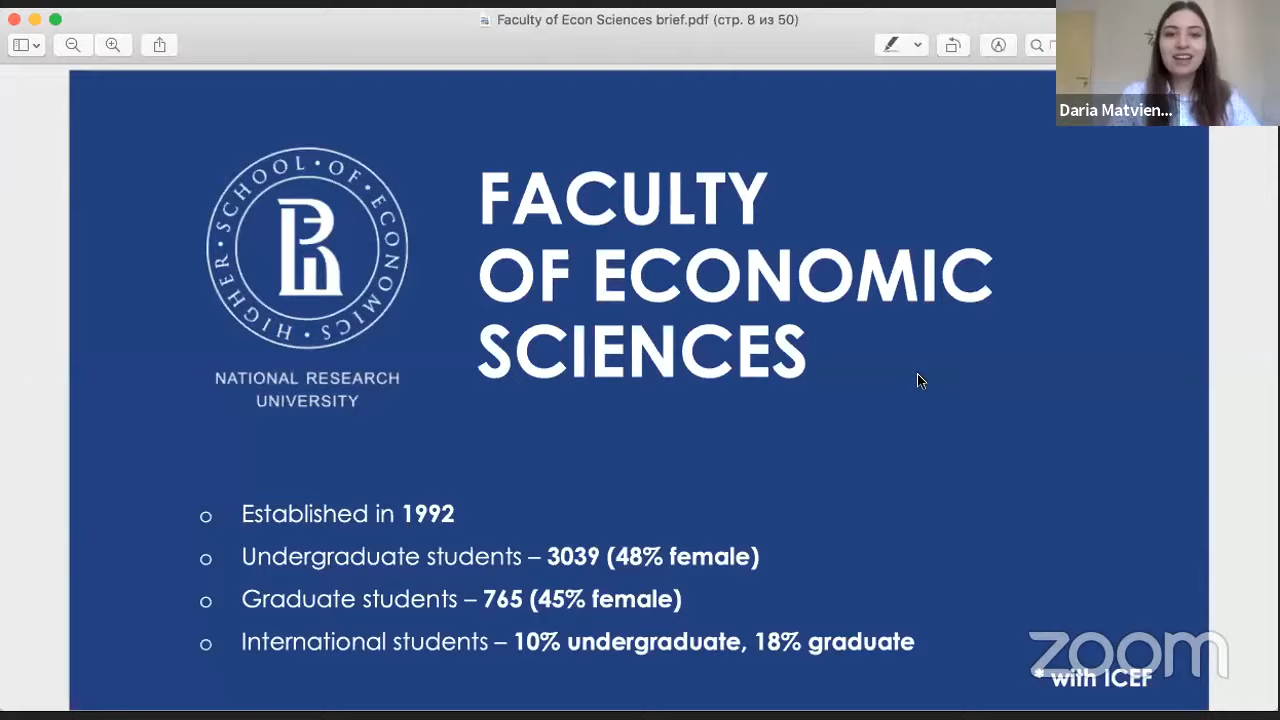 Faculty of Econ Sciences brief.pdf (стр. 8 из 50)
Daria Matvien...
HIGHER · SCHOOL · OF · ECONOMICS ·
NATIONAL RESEARCH
UNIVERSITY
FACULTY
OF ECONOMIC
SCIENCES
o Established in 1992
o Undergraduate students – 3039 (48% female)
o Graduate students – 765 (45% female)
o International students – 10% undergraduate, 18% graduate
zoom
* with ICEF